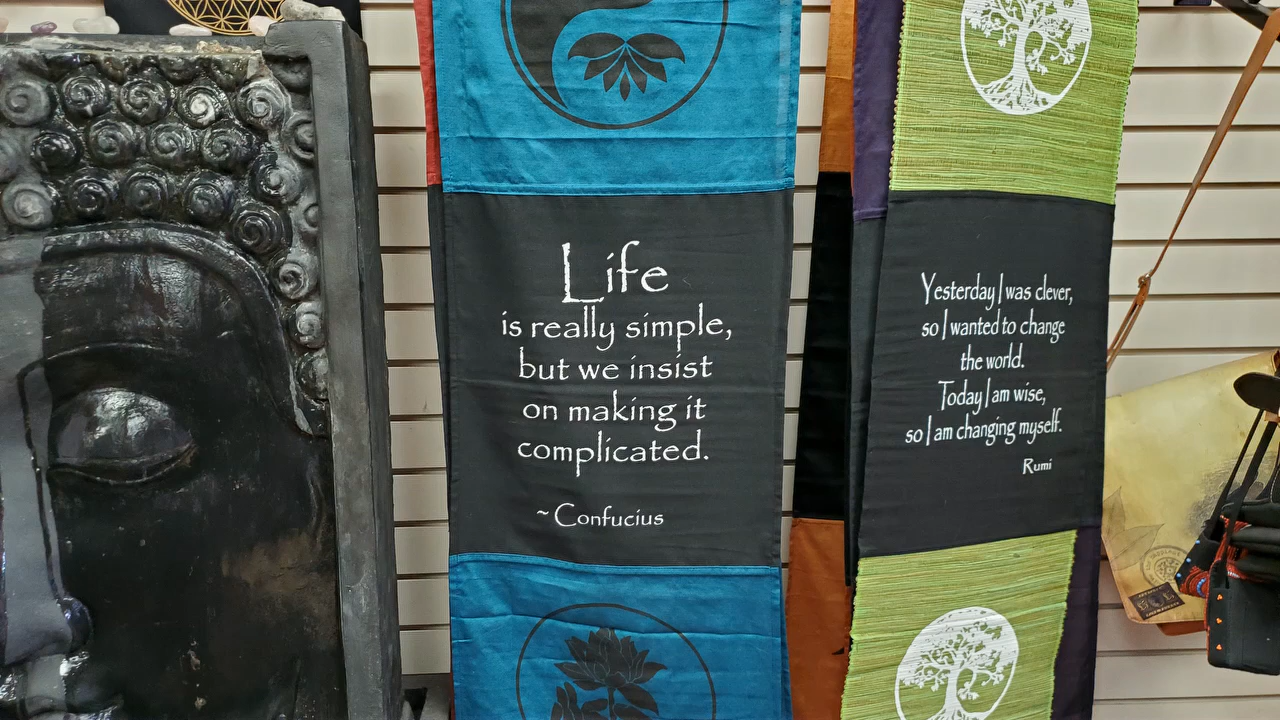 Life
is really simple,
but we insist
on making it
complicated.
~ Confucius
Yesterday I was clever,
so I wanted to change
the world.
Today I am wise,
so I am changing myself.
Rumi